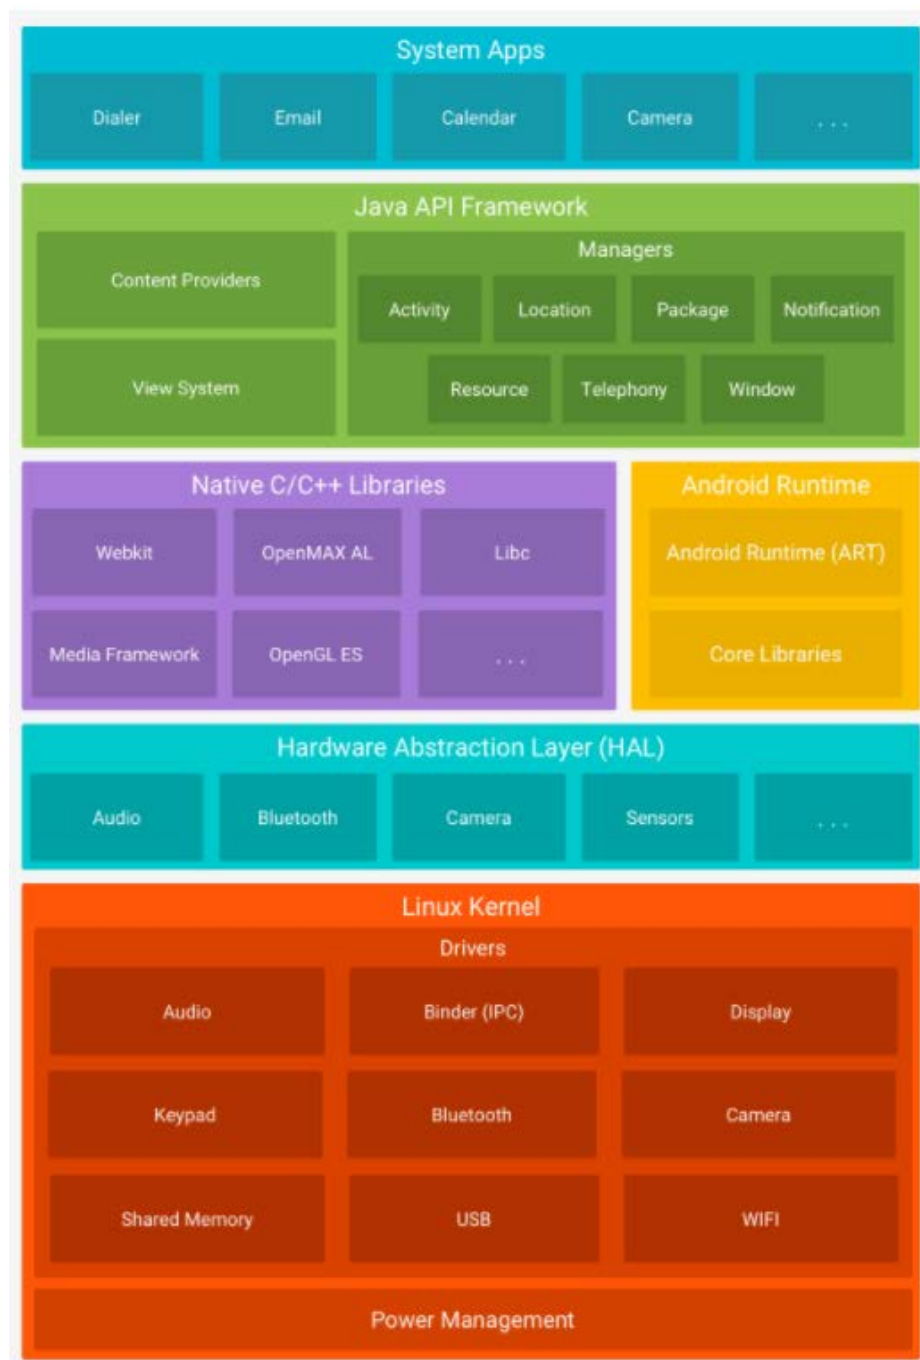 System Apps
Dialer
Email
Calendar
Camera
. . .
Java API Framework
Content Providers
View System
Managers
Activity
Location
Package
Notification
Resource
Telephony
Window
Native C/C++ Libraries
Webkit
OpenMAX AL
Libc
Media Framework
OpenGL ES
. . .
Android Runtime
Android Runtime (ART)
Core Libraries
Hardware Abstraction Layer (HAL)
Audio
Bluetooth
Camera
Sensors
. . .
Linux Kernel
Drivers
Audio
Binder (IPC)
Display
Keypad
Bluetooth
Camera
Shared Memory
USB
WIFI
Power Management